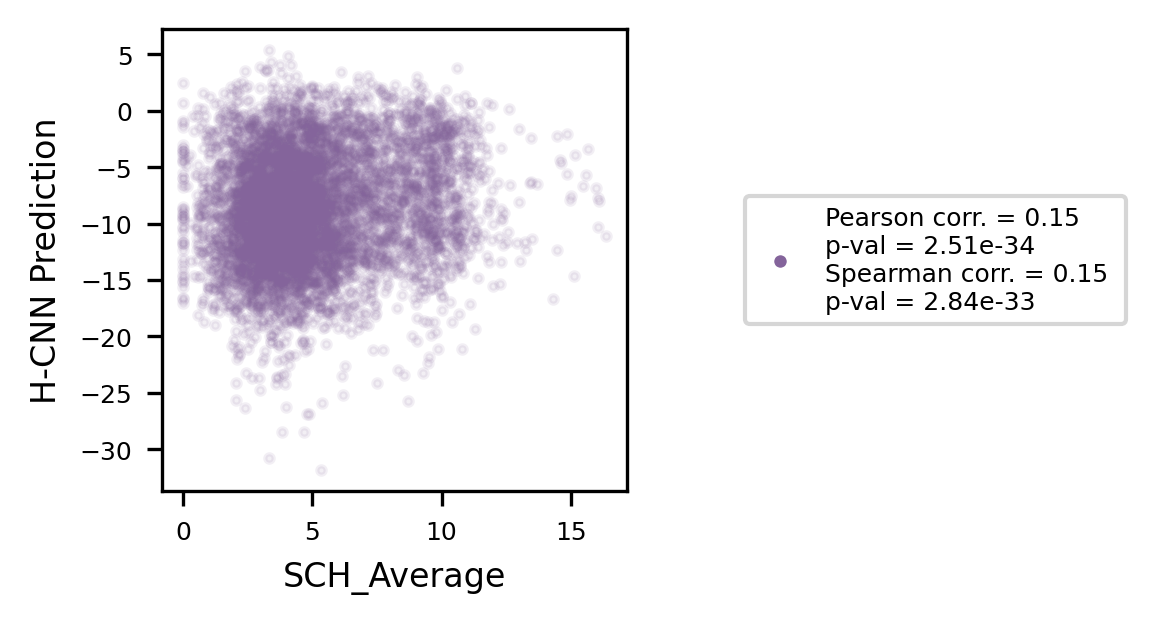 5
0
−5
−10
−15
−20
−25
−30
H-CNN Prediction
0 5 10 15
SCH_Average
Pearson corr. = 0.15
p-val = 2.51e-34
Spearman corr. = 0.15
p-val = 2.84e-33